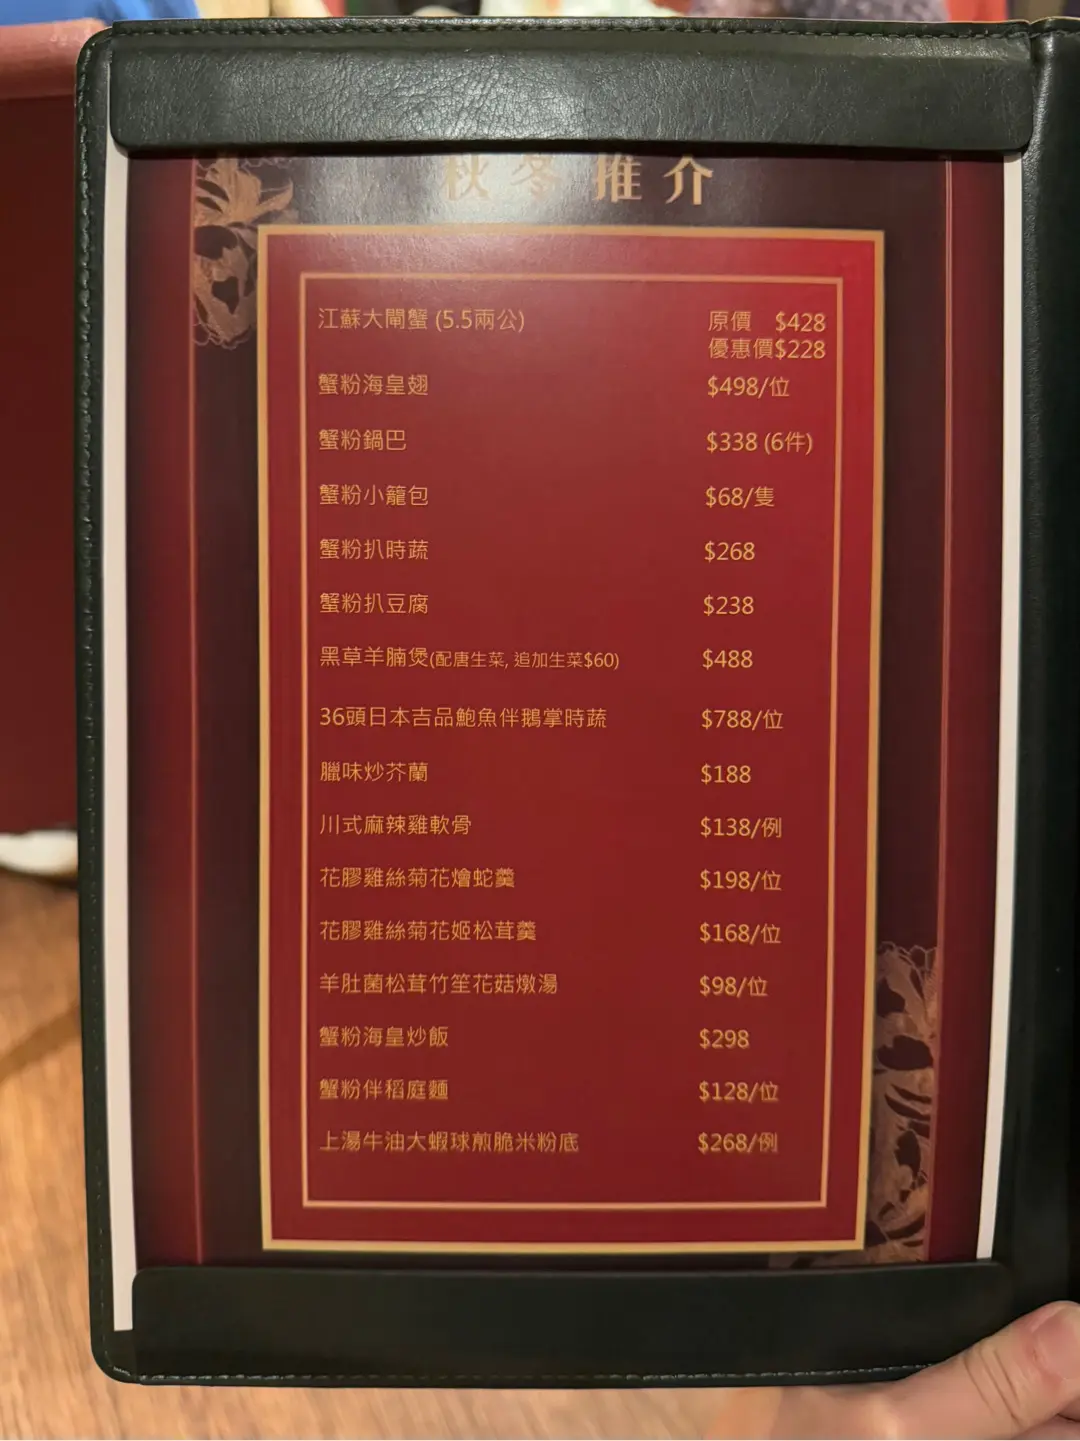 秋冬推介
江蘇大閘蟹 (5.5兩公) 原價 $428
優惠價$228
蟹粉海皇翅 $498/位
蟹粉鍋巴 $338 (6件)
蟹粉小籠包 $68/隻
蟹粉扒時蔬 $268
蟹粉扒豆腐 $238
黑草羊腩煲(配唐生菜, 追加生菜$60) $488
36頭日本吉品鮑魚伴鵝掌時蔬 $788/位
臘味炒芥蘭 $188
川式麻辣雞軟骨 $138/例
花膠雞絲菊花燴蛇羹 $198/位
花膠雞絲菊花姬松茸羹 $168/位
羊肚菌松茸竹笙花菇燉湯 $98/位
蟹粉海皇炒飯 $298
蟹粉伴稻庭麵 $128/位
上湯牛油大蝦球煎脆米粉底 $268/例